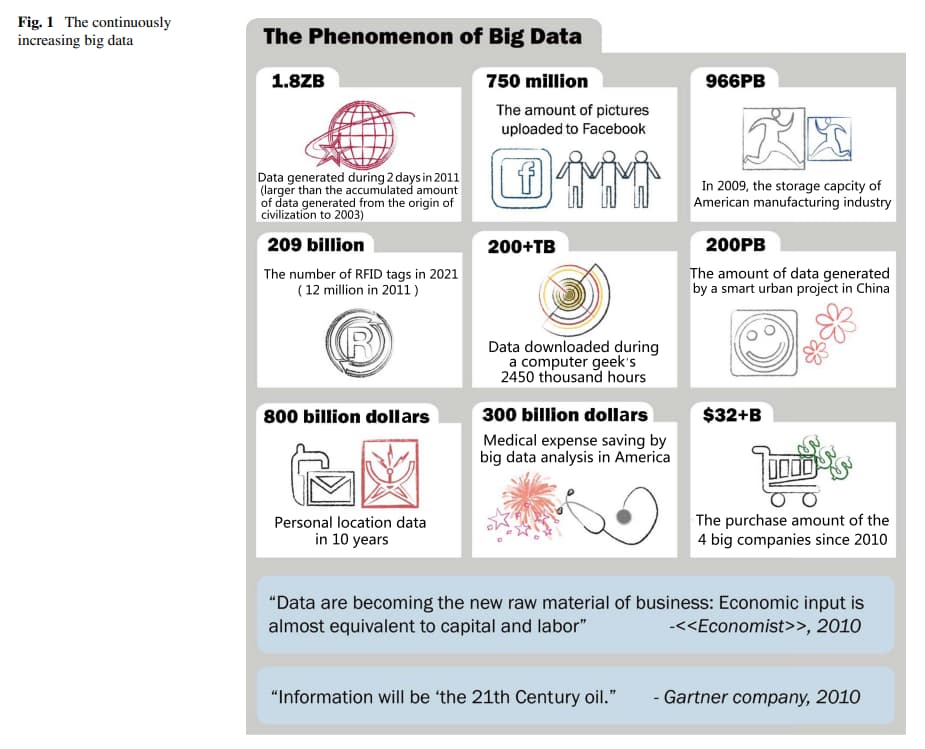 Fig. 1 The continuously
increasing big data
The Phenomenon of Big Data
1.8ZB
Data generated during 2 days in 2011
(larger than the accumulated amount
of data generated from the origin of
civilization to 2003)
750 million
The amount of pictures
uploaded to Facebook
f
966PB
In 2009, the storage capcity of
American manufacturing industry
209 billion
The number of RFID tags in 2021
( 12 million in 2011 )
R
200+TB
Data downloaded during
a computer geek's
2450 thousand hours
200PB
The amount of data generated
by a smart urban project in China
800 billion dollars
Personal location data
in 10 years
300 billion dollars
Medical expense saving by
big data analysis in America
$32+B
$$$
The purchase amount of the
4 big companies since 2010
“Data are becoming the new raw material of business: Economic input is
almost equivalent to capital and labor” -<<Economist>>, 2010
“Information will be ‘the 21th Century oil.” - Gartner company, 2010